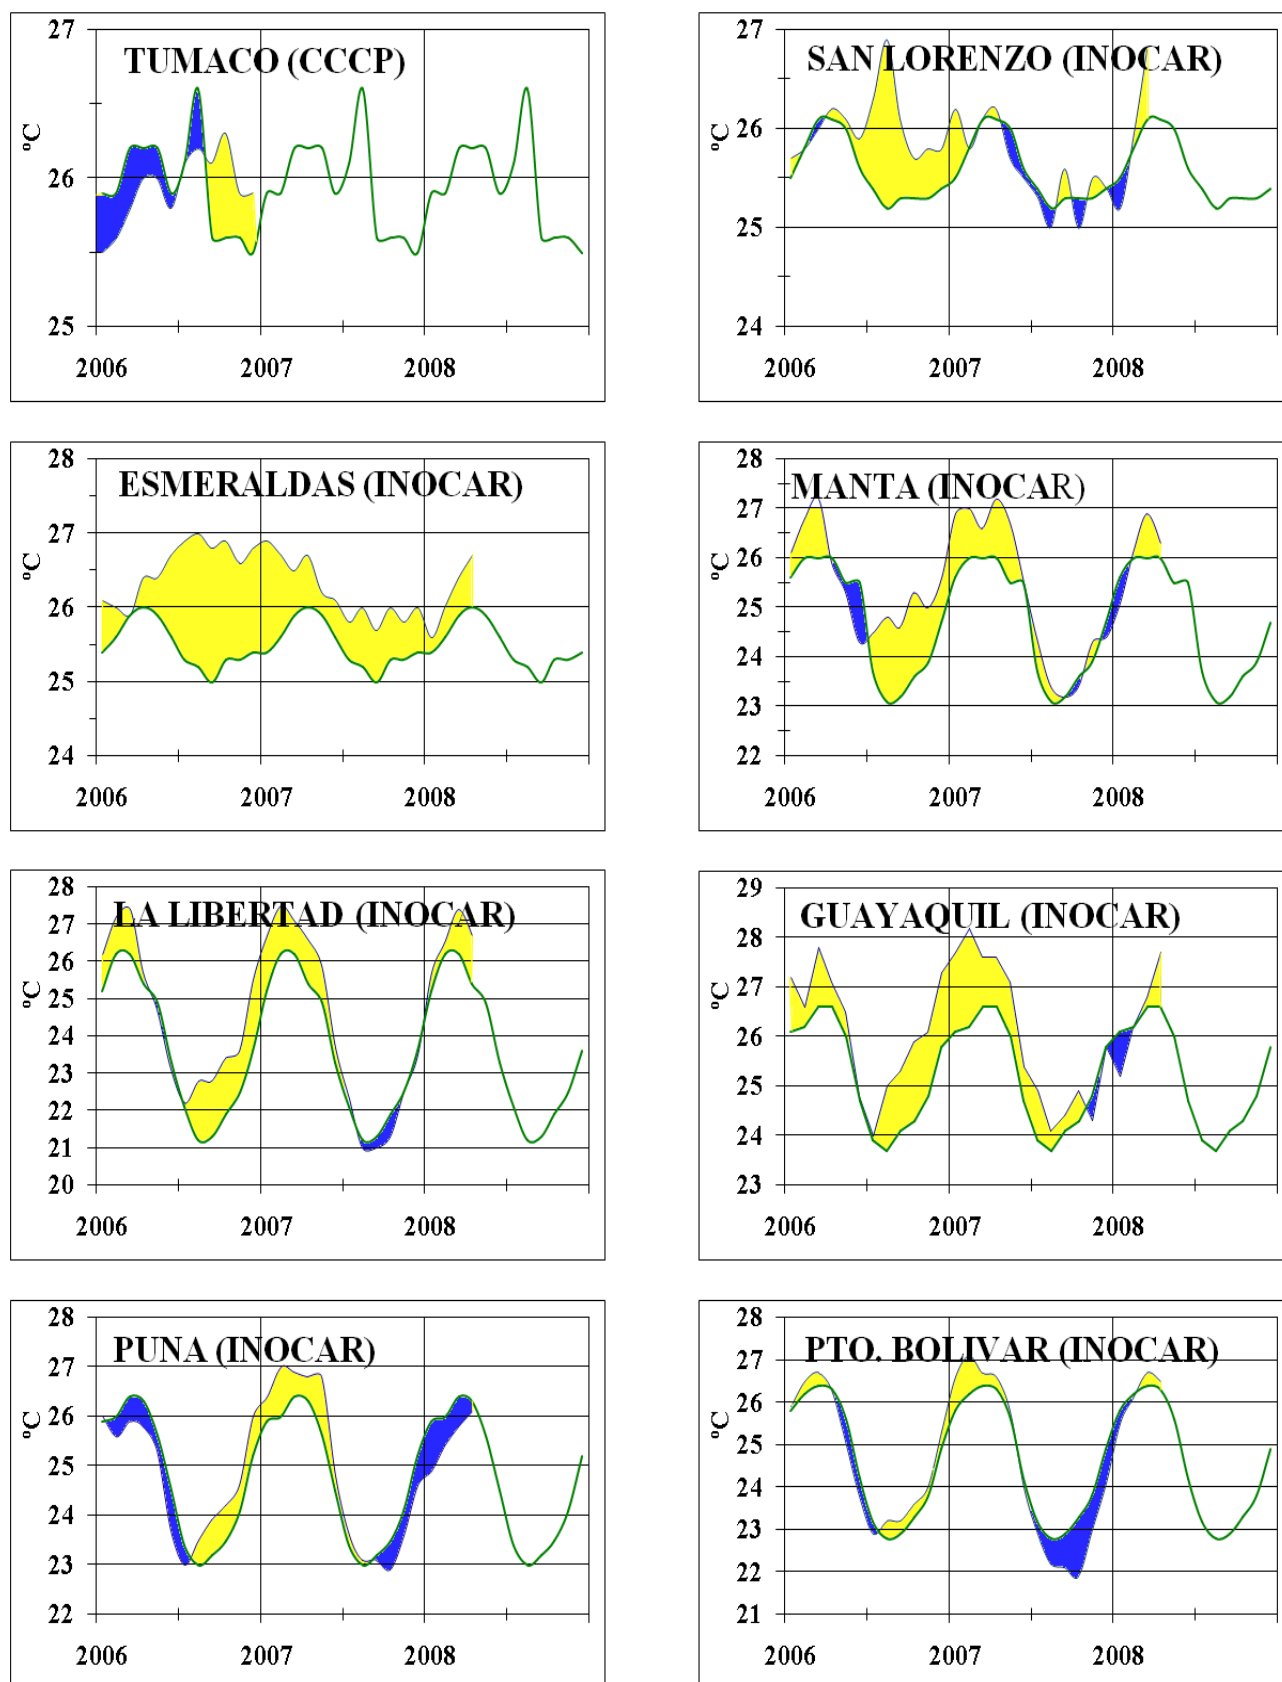 TUMACO (CCCP)
ºC
27
26
25
2006 2007 2008
SAN LORENZO (INOCAR)
ºC
27
26
25
24
2006 2007 2008
ESMERALDAS (INOCAR)
ºC
28
27
26
25
24
2006 2007 2008
MANTA (INOCAR)
ºC
28
27
26
25
24
23
22
2006 2007 2008
LA LIBERTAD (INOCAR)
ºC
28
27
26
25
24
23
22
21
20
2006 2007 2008
GUAYAQUIL (INOCAR)
ºC
29
28
27
26
25
24
23
2006 2007 2008
PUNA (INOCAR)
ºC
28
27
26
25
24
23
22
2006 2007 2008
PTO. BOLIVAR (INOCAR)
ºC
28
27
26
25
24
23
22
21
2006 2007 2008